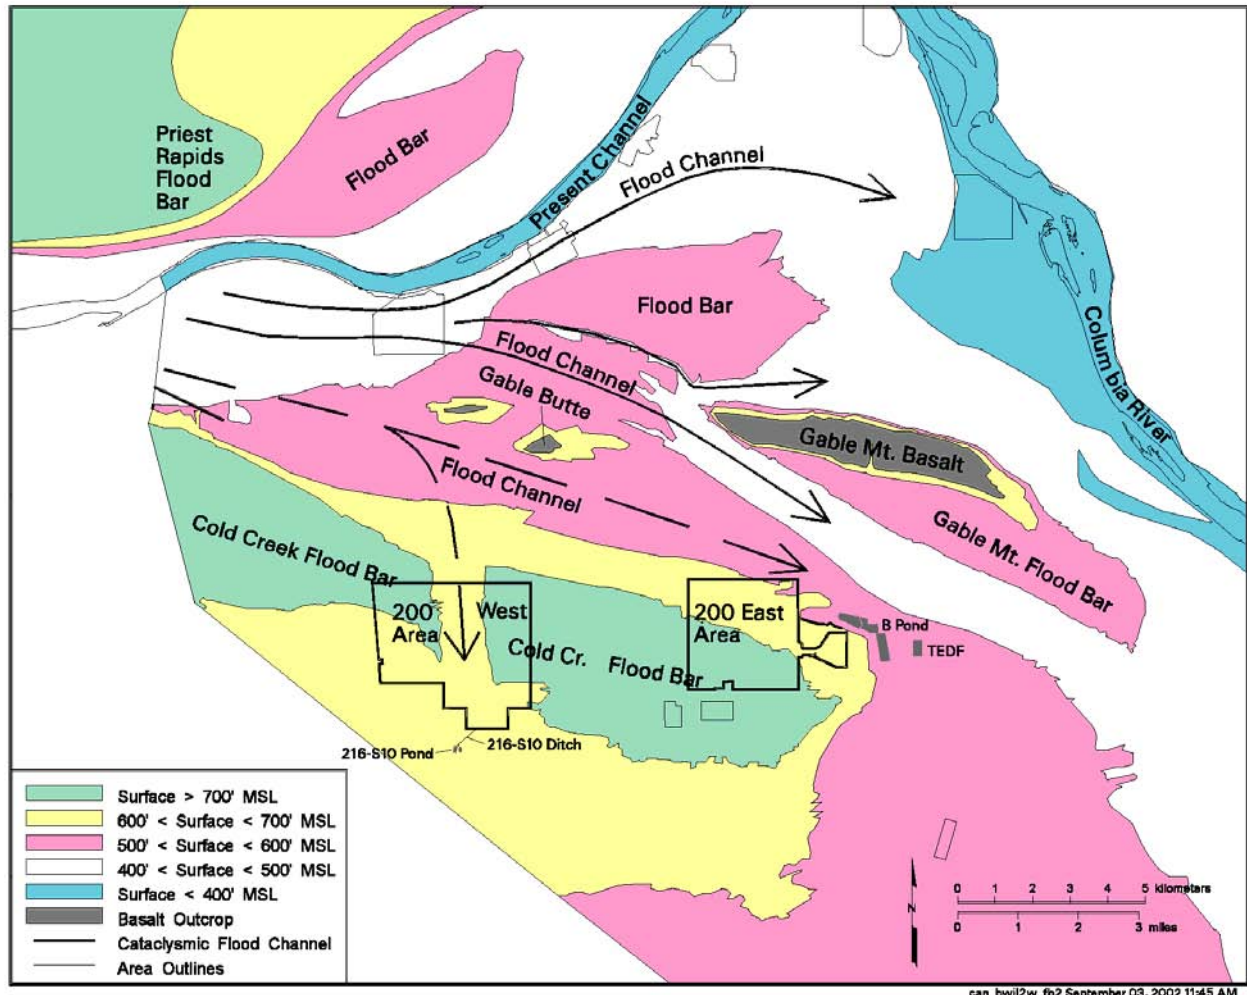 Priest
Rapids
Flood
Bar
Flood Bar
Present Channel
Flood Channel
Flood Bar
Columbia River
Flood Channel
Gable Butte
Gable Mt. Basalt
Flood Channel
Gable Mt. Flood Bar
Cold Creek Flood Bar
200 West
Area
200 East
Area
Cold Cr. Flood Bar
B Pond
TEDF
216-S10 Pond
216-S10 Ditch
Surface > 700' MSL
600' < Surface < 700' MSL
500' < Surface < 600' MSL
400' < Surface < 500' MSL
Surface < 400' MSL
Basalt Outcrop
Cataclysmic Flood Channel
Area Outlines
N
0 1 2 3 4 5 kilometers
0 1 2 3 miles
September 03, 2002 11:45 AM